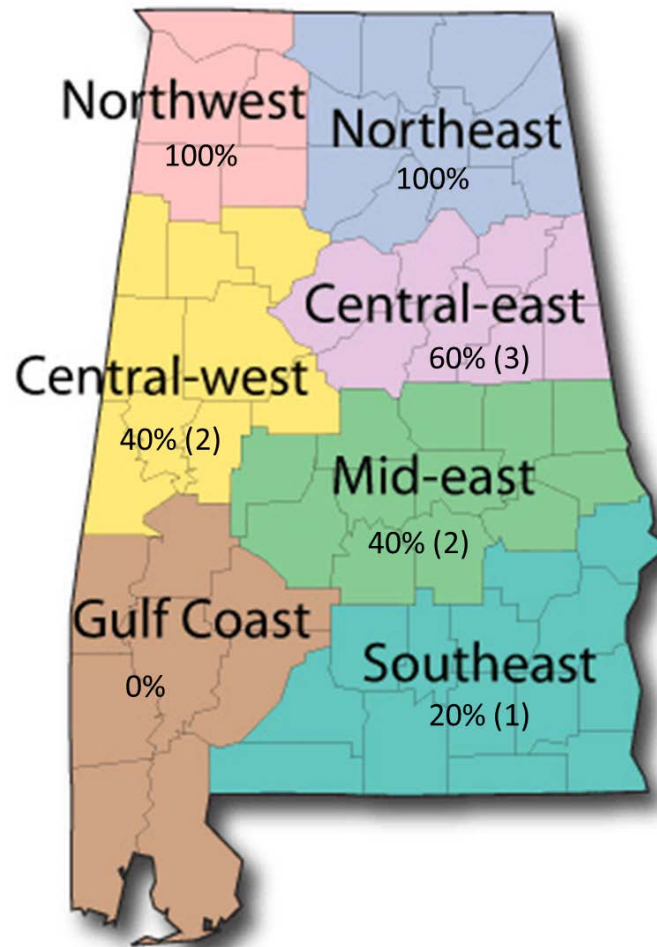 Northwest
100%
Northeast
100%
Central-east
60% (3)
Central-west
40% (2)
Mid-east
40% (2)
Gulf Coast
0%
Southeast
20% (1)